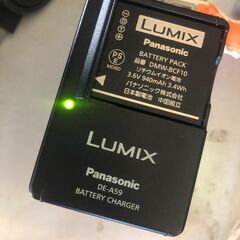 LUMIX
Panasonic
BATTERY PACK
品番 DMW-BCF10
リチウムイオン電池
3.6V 940mAh 3.4Wh
パナソニック株式会社
日本製電池 中国組立
PS
E
MOBD
LUMIX
Panasonic
DE-A59
BATTERY CHARGER